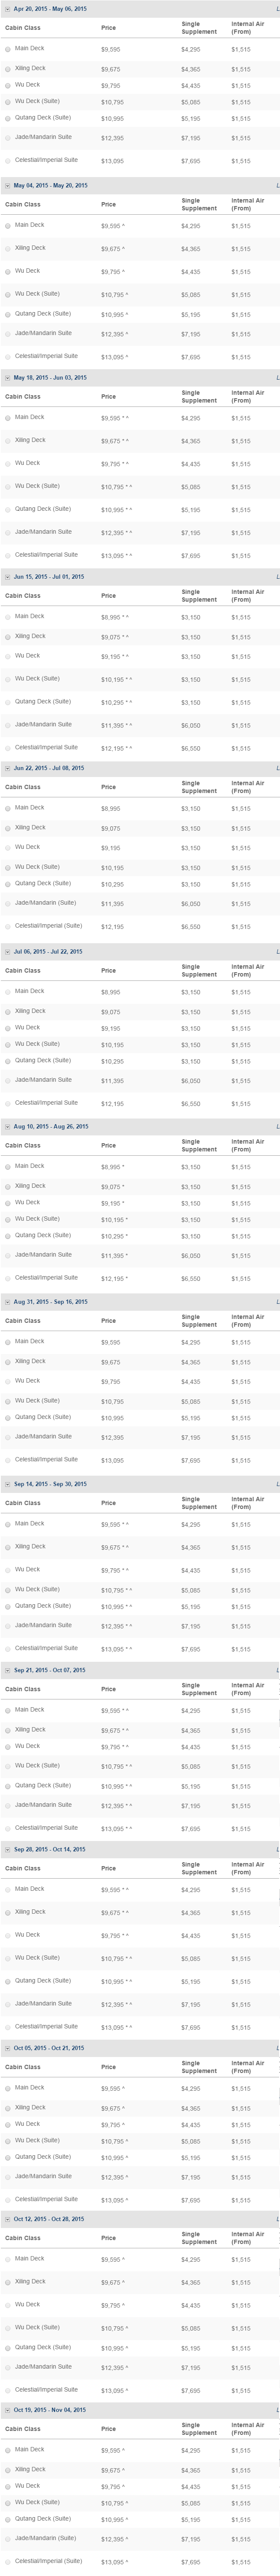 Apr 20, 2015 - May 06, 2015 L
Cabin Class Price Single Supplement Internal Air (From)
Main Deck $9,595 $4,295 $1,515
Xiling Deck $9,675 $4,365 $1,515
Wu Deck $9,795 $4,435 $1,515
Wu Deck (Suite) $10,795 $5,085 $1,515
Qutang Deck (Suite) $10,995 $5,195 $1,515
Jade/Mandarin Suite $12,395 $7,195 $1,515
Celestial/Imperial Suite $13,095 $7,695 $1,515
May 04, 2015 - May 20, 2015 L
Cabin Class Price Single Supplement Internal Air (From)
Main Deck $9,595 ^ $4,295 $1,515
Xiling Deck $9,675 ^ $4,365 $1,515
Wu Deck $9,795 ^ $4,435 $1,515
Wu Deck (Suite) $10,795 ^ $5,085 $1,515
Qutang Deck (Suite) $10,995 ^ $5,195 $1,515
Jade/Mandarin Suite $12,395 ^ $7,195 $1,515
Celestial/Imperial Suite $13,095 ^ $7,695 $1,515
May 18, 2015 - Jun 03, 2015 L
Cabin Class Price Single Supplement Internal Air (From)
Main Deck $9,595 * ^ $4,295 $1,515
Xiling Deck $9,675 * ^ $4,365 $1,515
Wu Deck $9,795 * ^ $4,435 $1,515
Wu Deck (Suite) $10,795 * ^ $5,085 $1,515
Qutang Deck (Suite) $10,995 * ^ $5,195 $1,515
Jade/Mandarin Suite $12,395 * ^ $7,195 $1,515
Celestial/Imperial Suite $13,095 * ^ $7,695 $1,515
Jun 15, 2015 - Jul 01, 2015 L
Cabin Class Price Single Supplement Internal Air (From)
Main Deck $8,995 * ^ $3,150 $1,515
Xiling Deck $9,075 * ^ $3,150 $1,515
Wu Deck $9,195 * ^ $3,150 $1,515
Wu Deck (Suite) $10,195 * ^ $3,150 $1,515
Qutang Deck (Suite) $10,295 * ^ $3,150 $1,515
Jade/Mandarin Suite $11,395 * ^ $6,050 $1,515
Celestial/Imperial Suite $12,195 * ^ $6,550 $1,515
Jun 22, 2015 - Jul 08, 2015 L
Cabin Class Price Single Supplement Internal Air (From)
Main Deck $8,995 $3,150 $1,515
Xiling Deck $9,075 $3,150 $1,515
Wu Deck $9,195 $3,150 $1,515
Wu Deck (Suite) $10,195 $3,150 $1,515
Qutang Deck (Suite) $10,295 $3,150 $1,515
Jade/Mandarin (Suite) $11,395 $6,050 $1,515
Celestial/Imperial (Suite) $12,195 $6,550 $1,515
Jul 06, 2015 - Jul 22, 2015 L
Cabin Class Price Single Supplement Internal Air (From)
Main Deck $8,995 $3,150 $1,515
Xiling Deck $9,075 $3,150 $1,515
Wu Deck $9,195 $3,150 $1,515
Wu Deck (Suite) $10,195 $3,150 $1,515
Qutang Deck (Suite) $10,295 $3,150 $1,515
Jade/Mandarin Suite $11,395 $6,050 $1,515
Celestial/Imperial Suite $12,195 $6,550 $1,515
Aug 10, 2015 - Aug 26, 2015 L
Cabin Class Price Single Supplement Internal Air (From)
Main Deck $8,995 * $3,150 $1,515
Xiling Deck $9,075 * $3,150 $1,515
Wu Deck $9,195 * $3,150 $1,515
Wu Deck (Suite) $10,195 * $3,150 $1,515
Qutang Deck (Suite) $10,295 * $3,150 $1,515
Jade/Mandarin Suite $11,395 * $6,050 $1,515
Celestial/Imperial Suite $12,195 * $6,550 $1,515
Aug 31, 2015 - Sep 16, 2015 L
Cabin Class Price Single Supplement Internal Air (From)
Main Deck $9,595 $4,295 $1,515
Xiling Deck $9,675 $4,365 $1,515
Wu Deck $9,795 $4,435 $1,515
Wu Deck (Suite) $10,795 $5,085 $1,515
Qutang Deck (Suite) $10,995 $5,195 $1,515
Jade/Mandarin Suite $12,395 $7,195 $1,515
Celestial/Imperial Suite $13,095 $7,695 $1,515
Sep 14, 2015 - Sep 30, 2015 L
Cabin Class Price Single Supplement Internal Air (From)
Main Deck $9,595 * ^ $4,295 $1,515
Xiling Deck $9,675 * ^ $4,365 $1,515
Wu Deck $9,795 * ^ $4,435 $1,515
Wu Deck (Suite) $10,795 * ^ $5,085 $1,515
Qutang Deck (Suite) $10,995 * ^ $5,195 $1,515
Jade/Mandarin Suite $12,395 * ^ $7,195 $1,515
Celestial/Imperial Suite $13,095 * ^ $7,695 $1,515
Sep 21, 2015 - Oct 07, 2015 L
Cabin Class Price Single Supplement Internal Air (From)
Main Deck $9,595 * ^ $4,295 $1,515
Xiling Deck $9,675 * ^ $4,365 $1,515
Wu Deck $9,795 * ^ $4,435 $1,515
Wu Deck (Suite) $10,795 * ^ $5,085 $1,515
Qutang Deck (Suite) $10,995 * ^ $5,195 $1,515
Jade/Mandarin Suite $12,395 * ^ $7,195 $1,515
Celestial/Imperial Suite $13,095 * ^ $7,695 $1,515
Sep 28, 2015 - Oct 14, 2015 L
Cabin Class Price Single Supplement Internal Air (From)
Main Deck $9,595 * ^ $4,295 $1,515
Xiling Deck $9,675 * ^ $4,365 $1,515
Wu Deck $9,795 * ^ $4,435 $1,515
Wu Deck (Suite) $10,795 * ^ $5,085 $1,515
Qutang Deck (Suite) $10,995 * ^ $5,195 $1,515
Jade/Mandarin Suite $12,395 * ^ $7,195 $1,515
Celestial/Imperial Suite $13,095 * ^ $7,695 $1,515
Oct 05, 2015 - Oct 21, 2015 L
Cabin Class Price Single Supplement Internal Air (From)
Main Deck $9,595 ^ $4,295 $1,515
Xiling Deck $9,675 ^ $4,365 $1,515
Wu Deck $9,795 ^ $4,435 $1,515
Wu Deck (Suite) $10,795 ^ $5,085 $1,515
Qutang Deck (Suite) $10,995 ^ $5,195 $1,515
Jade/Mandarin Suite $12,395 ^ $7,195 $1,515
Celestial/Imperial Suite $13,095 ^ $7,695 $1,515
Oct 12, 2015 - Oct 28, 2015 L
Cabin Class Price Single Supplement Internal Air (From)
Main Deck $9,595 ^ $4,295 $1,515
Xiling Deck $9,675 ^ $4,365 $1,515
Wu Deck $9,795 ^ $4,435 $1,515
Wu Deck (Suite) $10,795 ^ $5,085 $1,515
Qutang Deck (Suite) $10,995 ^ $5,195 $1,515
Jade/Mandarin Suite $12,395 ^ $7,195 $1,515
Celestial/Imperial Suite $13,095 ^ $7,695 $1,515
Oct 19, 2015 - Nov 04, 2015 L
Cabin Class Price Single Supplement Internal Air (From)
Main Deck $9,595 ^ $4,295 $1,515
Xiling Deck $9,675 ^ $4,365 $1,515
Wu Deck $9,795 ^ $4,435 $1,515
Wu Deck (Suite) $10,795 ^ $5,085 $1,515
Qutang Deck (Suite) $10,995 ^ $5,195 $1,515
Jade/Mandarin (Suite) $12,395 ^ $7,195 $1,515
Celestial/Imperial (Suite) $13,095 ^ $7,695 $1,515